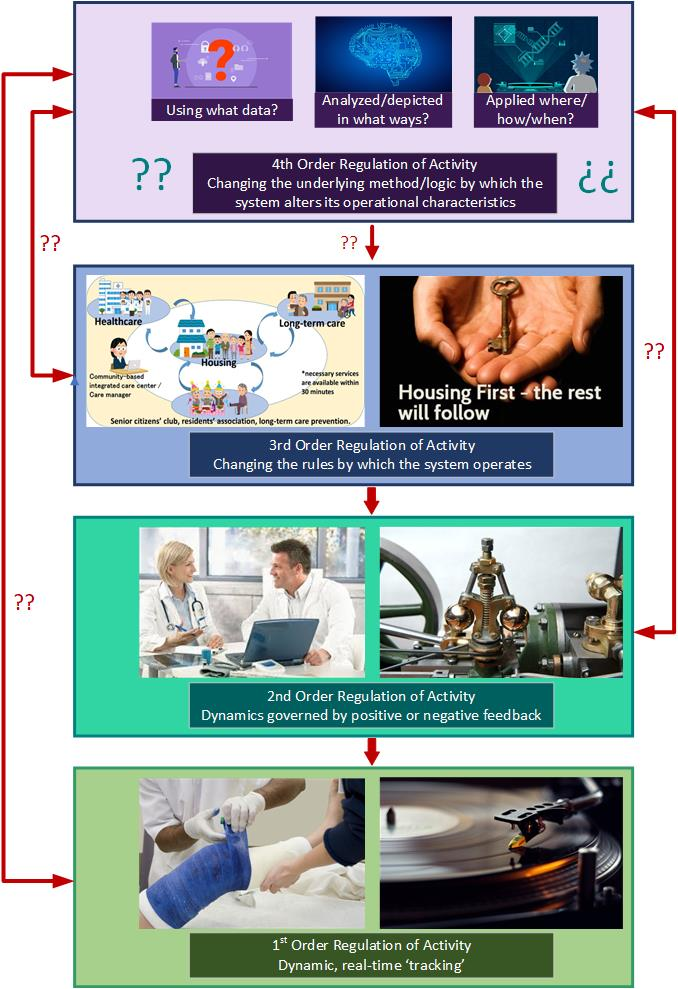 Using what data?
Analyzed/depicted
in what ways?
Applied where/
how/when?
??
4th Order Regulation of Activity
Changing the underlying method/logic by which the
system alters its operational characteristics
¿¿
??
??
Healthcare
Long-term care
Housing
Community-based
integrated care center /
Care manager
*necessary services
are available within
30 minutes
Senior citizens' club, residents' association, long-term care prevention.
Housing First - the rest
will follow
3rd Order Regulation of Activity
Changing the rules by which the system operates
??
??
2nd Order Regulation of Activity
Dynamics governed by positive or negative feedback
1st Order Regulation of Activity
Dynamic, real-time ‘tracking’